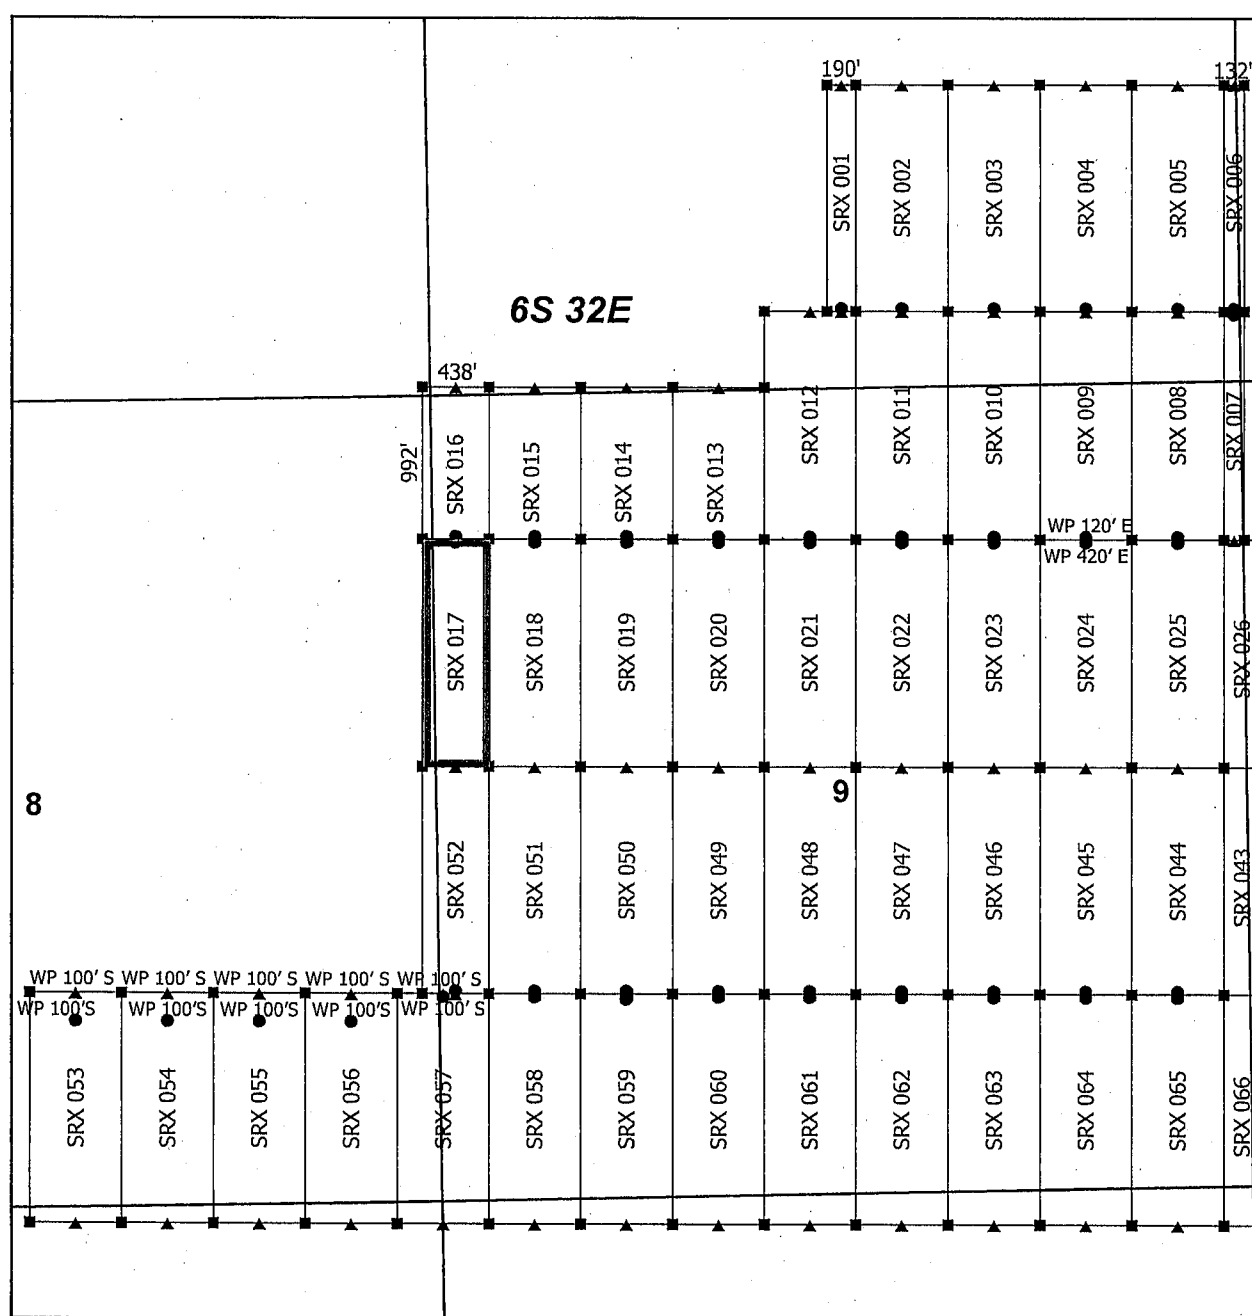 190'
132'
SRX 001
SRX 002
SRX 003
SRX 004
SRX 005
SRX 006
6S 32E
438'
992'
SRX 016
SRX 015
SRX 014
SRX 013
SRX 012
SRX 011
SRX 010
SRX 009
SRX 008
SRX 007
WP 120' E
WP 420' E
SRX 017
SRX 018
SRX 019
SRX 020
SRX 021
SRX 022
SRX 023
SRX 024
SRX 025
SRX 026
8
9
SRX 052
SRX 051
SRX 050
SRX 049
SRX 048
SRX 047
SRX 046
SRX 045
SRX 044
SRX 043
WP 100' S
WP 100' S
WP 100' S
WP 100' S
WP 100' S
WP 100'S
WP 100'S
WP 100'S
WP 100'S
WP 100' S
SRX 053
SRX 054
SRX 055
SRX 056
SRX 057
SRX 058
SRX 059
SRX 060
SRX 061
SRX 062
SRX 063
SRX 064
SRX 065
SRX 066